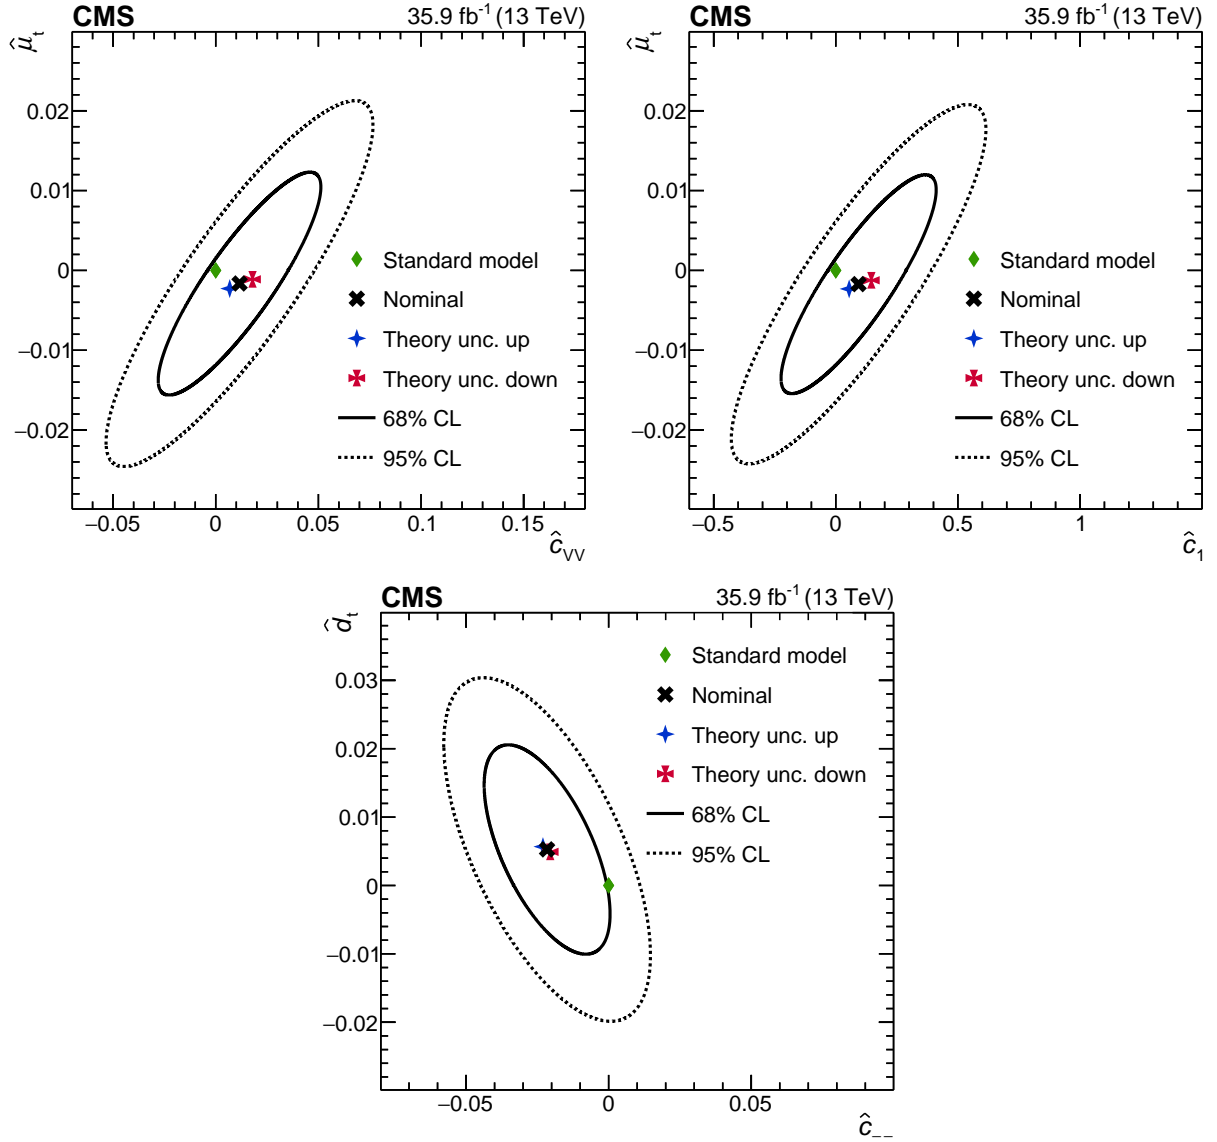 CMS 35.9 fb⁻¹ (13 TeV)
μ̂ₜ
0.02
0.01
0
−0.01
−0.02
Standard model
Nominal
Theory unc. up
Theory unc. down
68% CL
95% CL
−0.05 0 0.05 0.1 0.15
ĉ_VV
CMS 35.9 fb⁻¹ (13 TeV)
μ̂ₜ
0.02
0.01
0
−0.01
−0.02
Standard model
Nominal
Theory unc. up
Theory unc. down
68% CL
95% CL
−0.5 0 0.5 1
ĉ₁
CMS 35.9 fb⁻¹ (13 TeV)
d̂ₜ
0.03
0.02
0.01
0
−0.01
−0.02
Standard model
Nominal
Theory unc. up
Theory unc. down
68% CL
95% CL
−0.05 0 0.05
ĉ₋₋